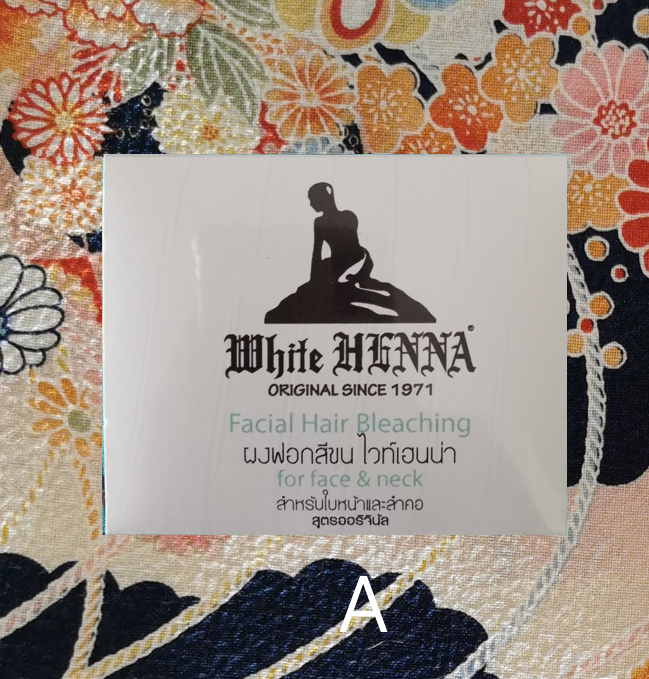 White HENNA®
ORIGINAL SINCE 1971
Facial Hair Bleaching
ผงฟอกสีขน ไวท์เฮนน่า
for face & neck
สำหรับใบหน้าและลำคอ
สูตรออริจินัล
A